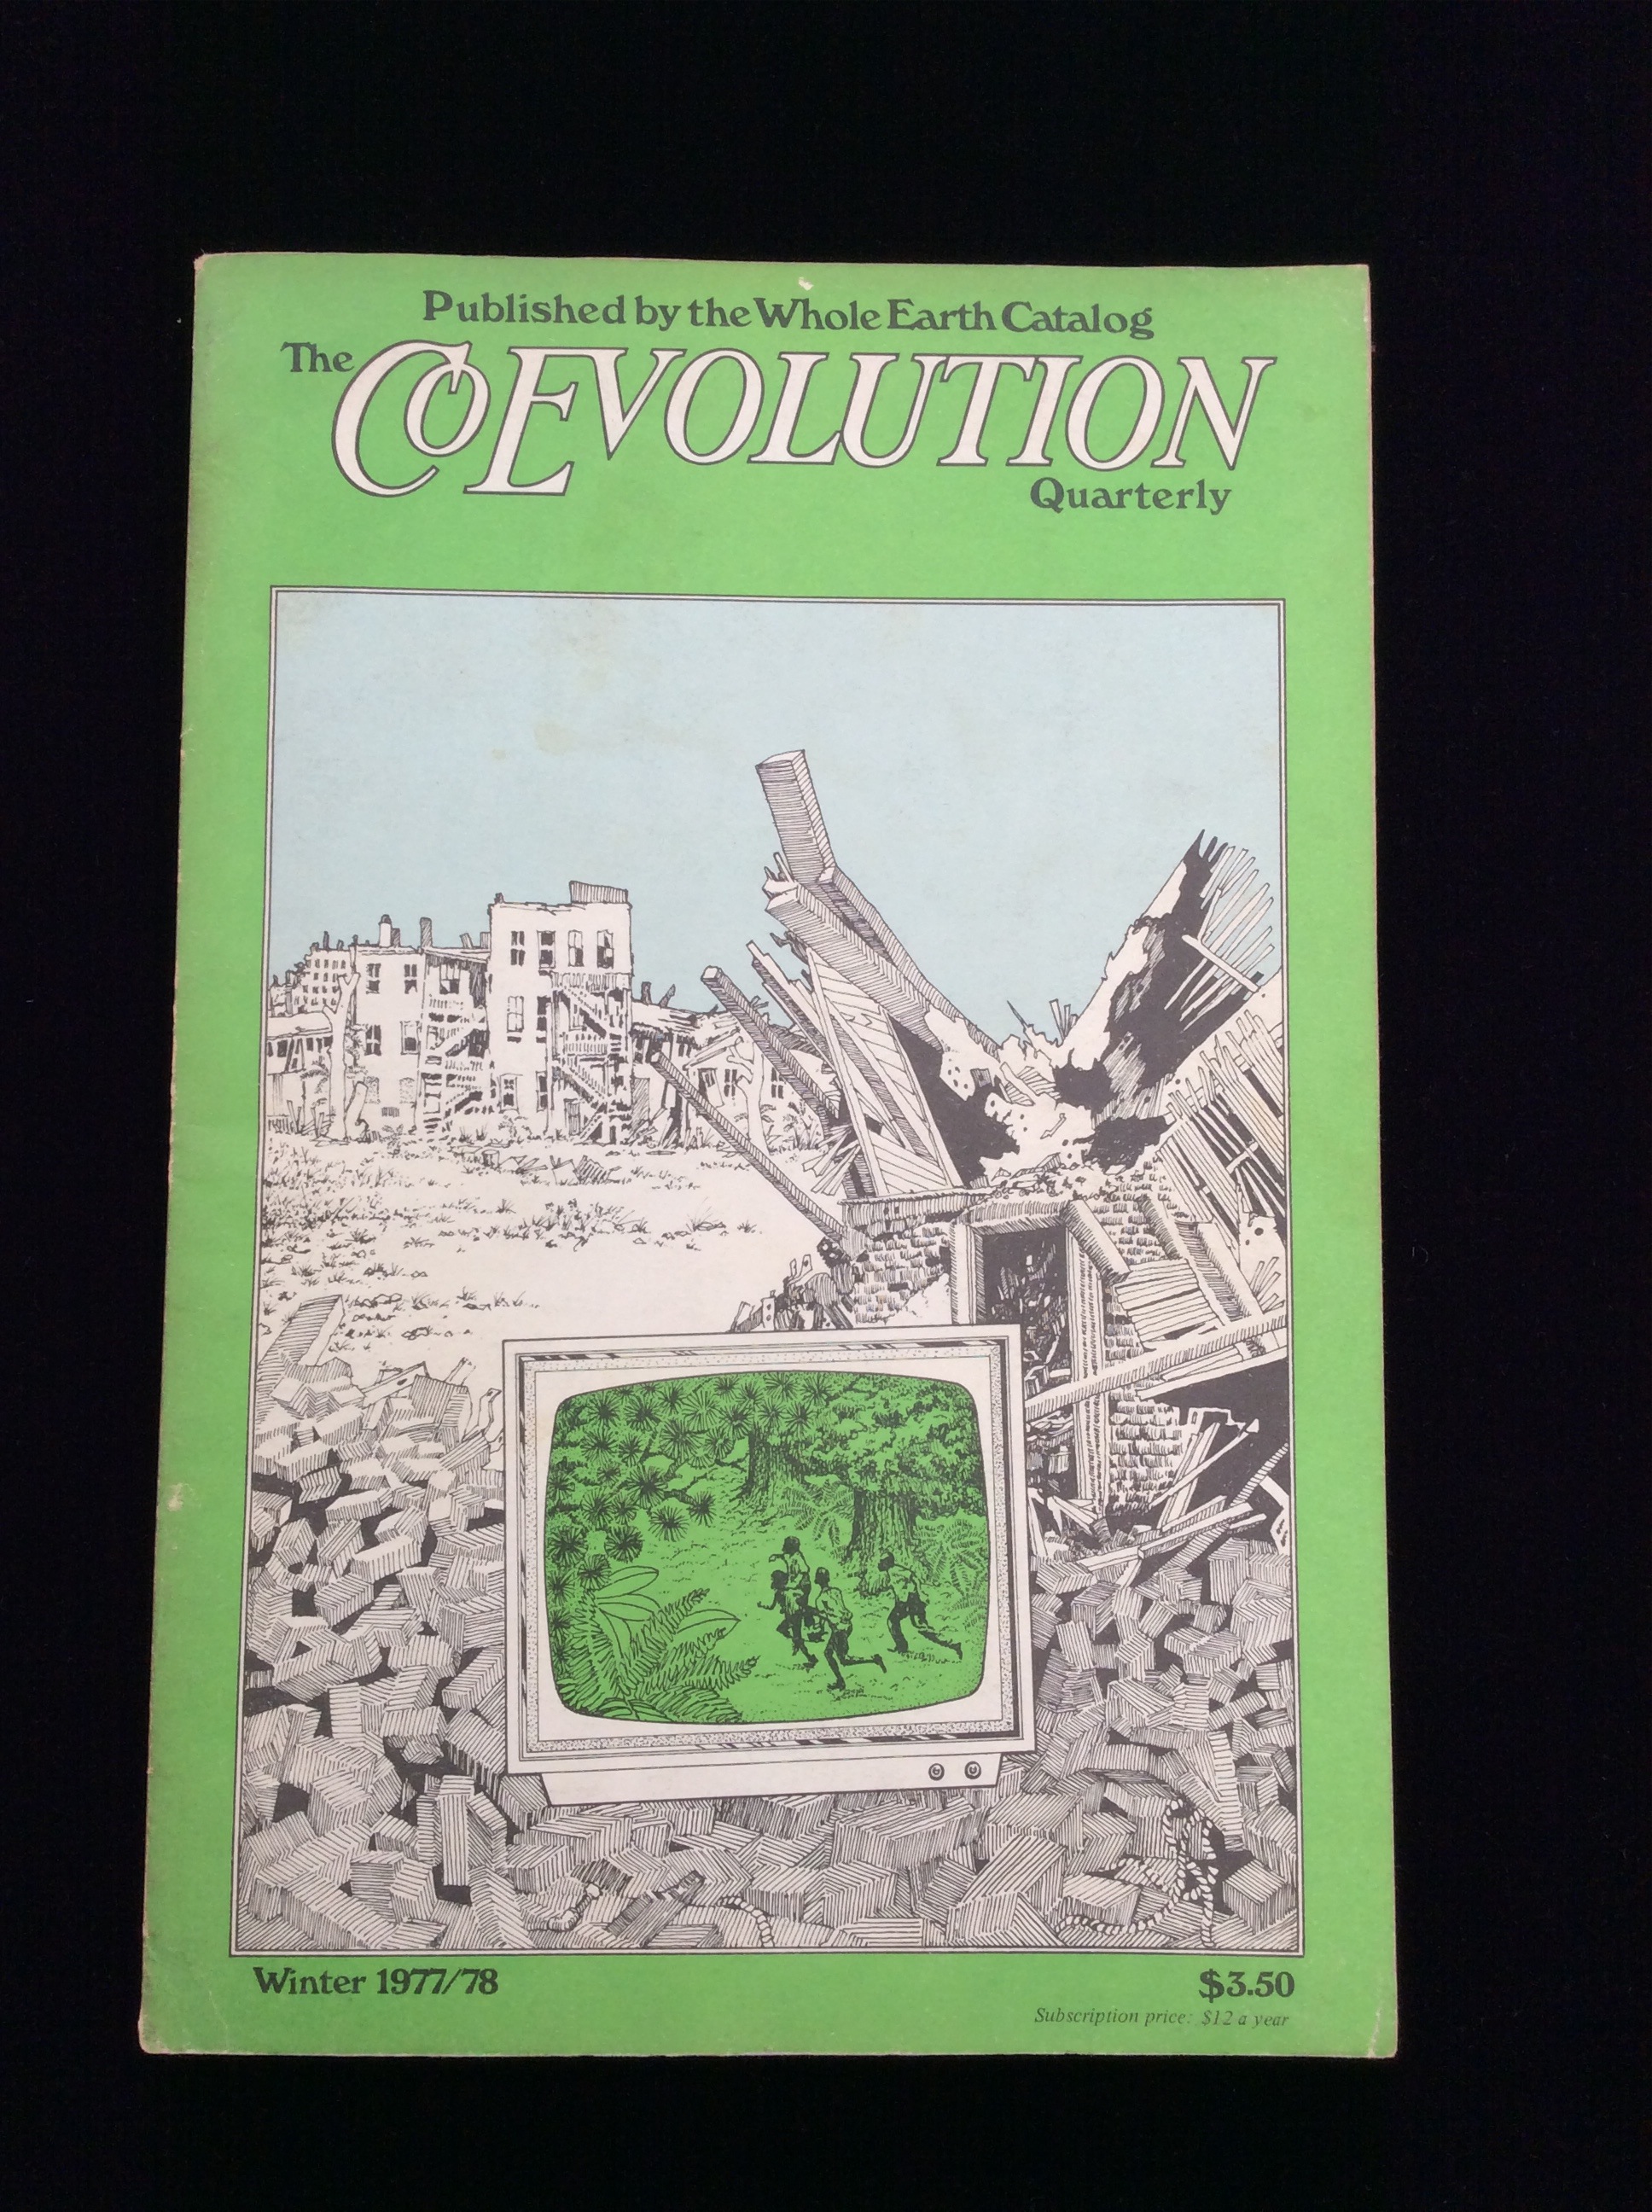 Published by the Whole Earth Catalog
The CoEVOLUTION
Quarterly
Winter 1977/78
$3.50
Subscription price: $12 a year